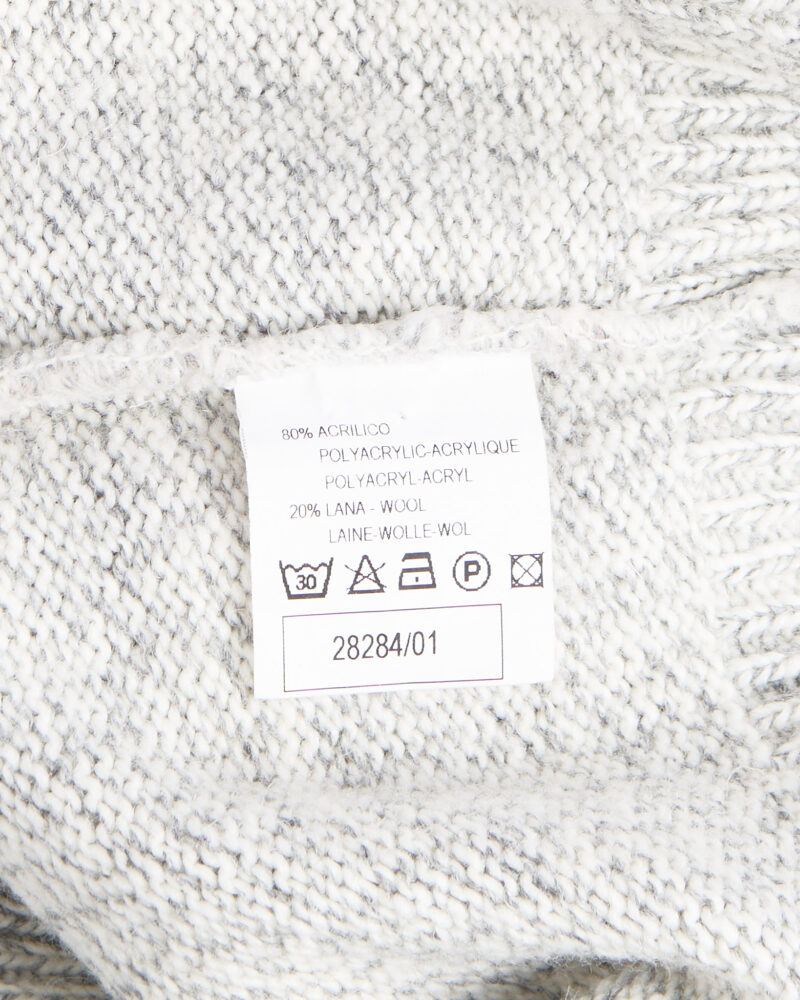 80% ACRILICO
POLYACRYLIC-ACRYLIQUE
POLYACRYL-ACRYL
20% LANA - WOOL
LAINE-WOLLE-WOL
30 P
28284/01